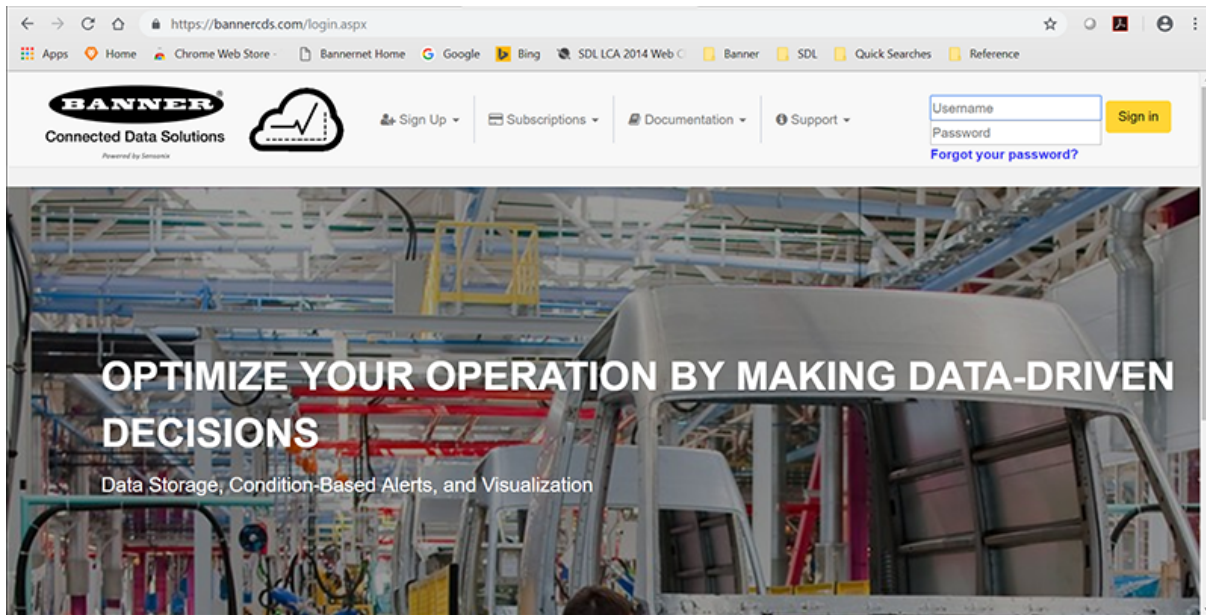 https://bannercds.com/login.aspx
Apps Home Chrome Web Store - Bannernet Home Google Bing SDL LCA 2014 Web C Banner SDL Quick Searches Reference
BANNER
Connected Data Solutions
Powered by Sensonix
Sign Up Subscriptions Documentation Support
Username
Password
Sign in
Forgot your password?
OPTIMIZE YOUR OPERATION BY MAKING DATA-DRIVEN
DECISIONS
Data Storage, Condition-Based Alerts, and Visualization